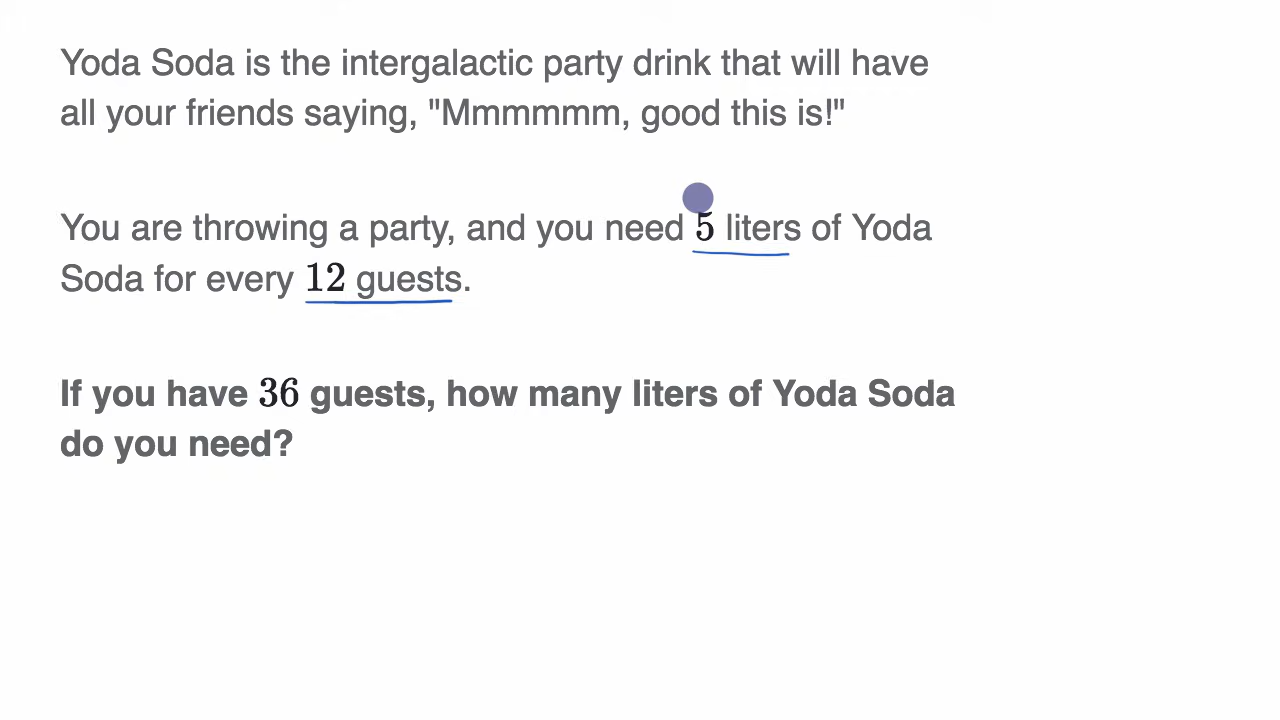 Yoda Soda is the intergalactic party drink that will have
all your friends saying, "Mmmmmm, good this is!"
You are throwing a party, and you need 5 liters of Yoda
Soda for every 12 guests.
If you have 36 guests, how many liters of Yoda Soda
do you need?